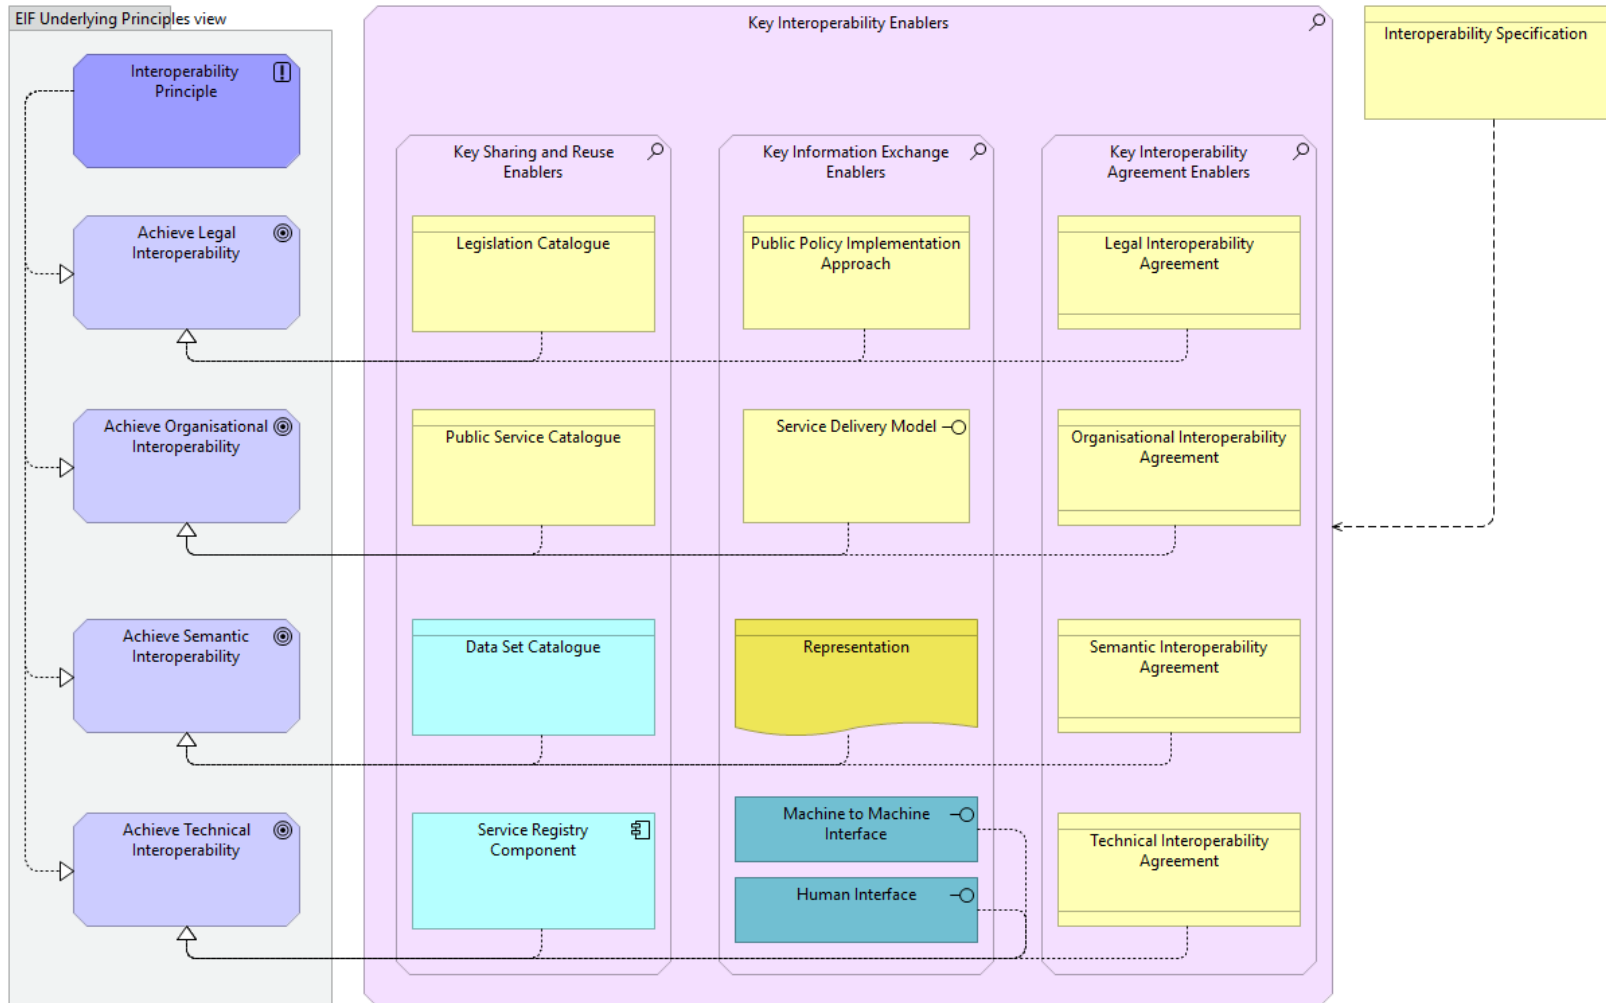 EIF Underlying Principles view
Key Interoperability Enablers
Interoperability Specification
Interoperability
Principle
Key Sharing and Reuse
Enablers
Key Information Exchange
Enablers
Key Interoperability
Agreement Enablers
Achieve Legal
Interoperability
Legislation Catalogue
Public Policy Implementation
Approach
Legal Interoperability
Agreement
Achieve Organisational
Interoperability
Public Service Catalogue
Service Delivery Model
Organisational Interoperability
Agreement
Achieve Semantic
Interoperability
Data Set Catalogue
Representation
Semantic Interoperability
Agreement
Achieve Technical
Interoperability
Service Registry
Component
Machine to Machine
Interface
Human Interface
Technical Interoperability
Agreement